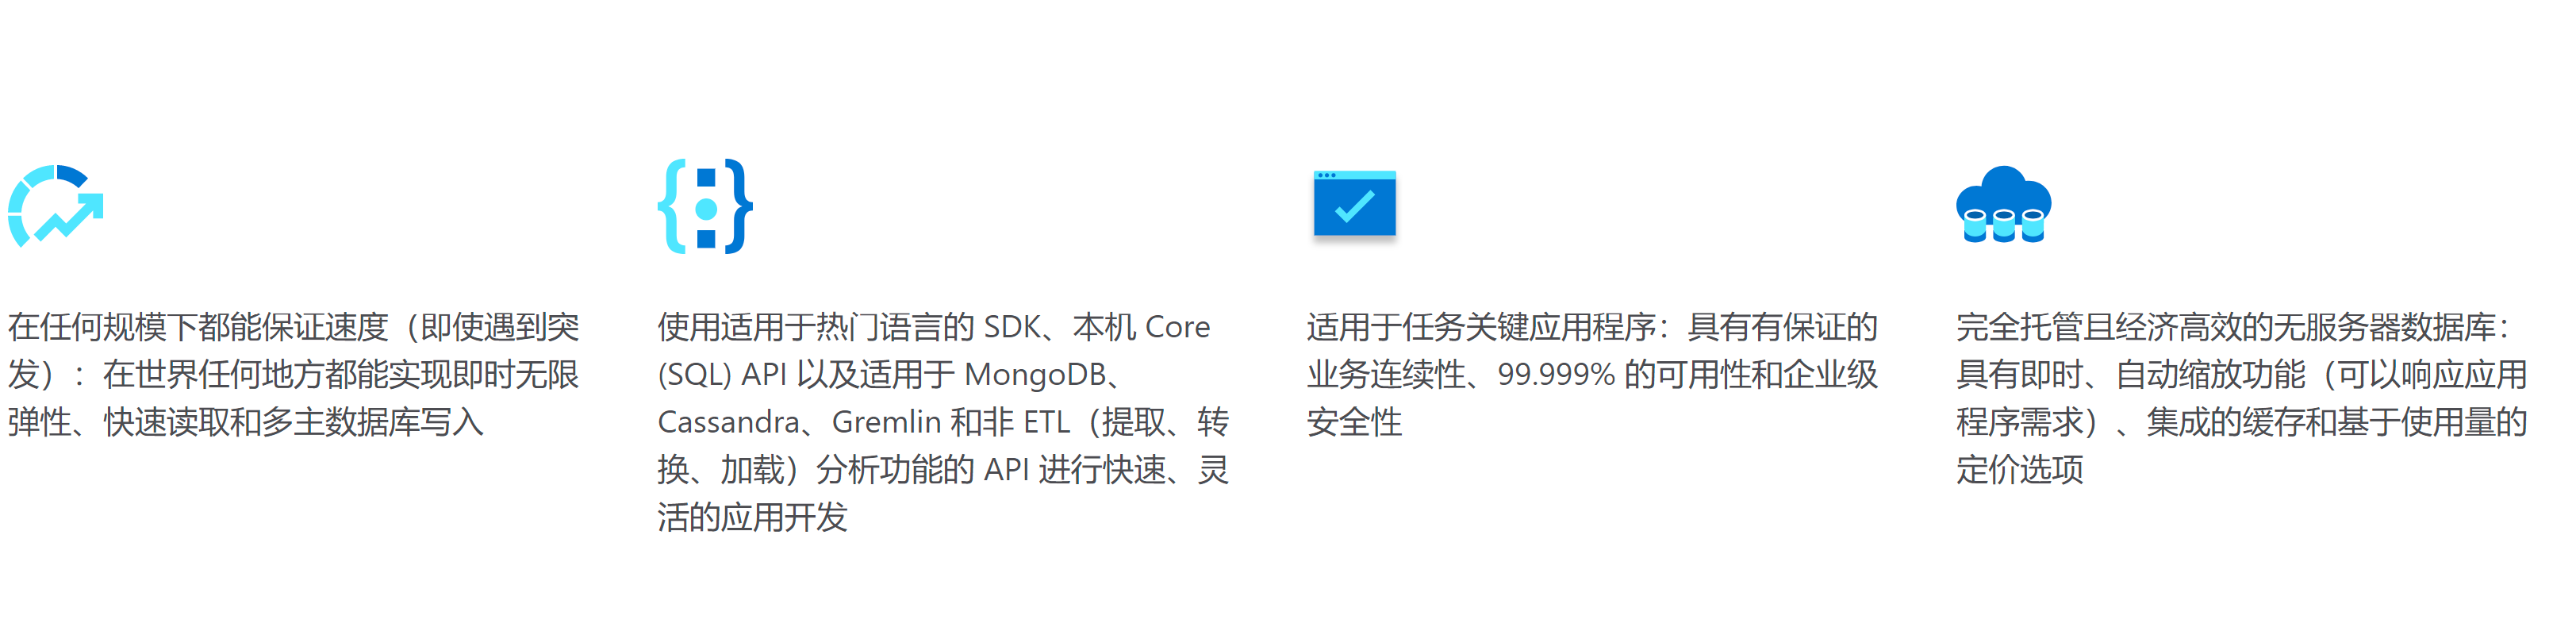 在任何规模下都能保证速度（即使遇到突
发）：在世界任何地方都能实现即时无限
弹性、快速读取和多主数据库写入
使用适用于热门语言的 SDK、本机 Core
(SQL) API 以及适用于 MongoDB、
Cassandra、Gremlin 和非 ETL（提取、转
换、加载）分析功能的 API 进行快速、灵
活的应用开发
适用于任务关键应用程序：具有有保证的
业务连续性、99.999% 的可用性和企业级
安全性
完全托管且经济高效的无服务器数据库：
具有即时、自动缩放功能（可以响应应用
程序需求）、集成的缓存和基于使用量的
定价选项